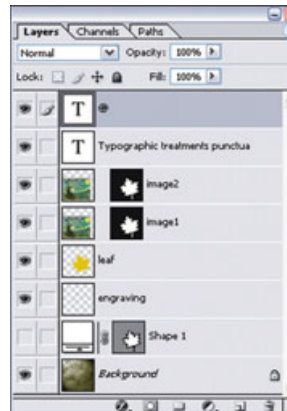 Layers Channels Paths
Normal Opacity: 100%
Lock: Fill: 100%
T
T Typographic treatments punctua
image2
image1
leaf
engraving
Shape 1
Background